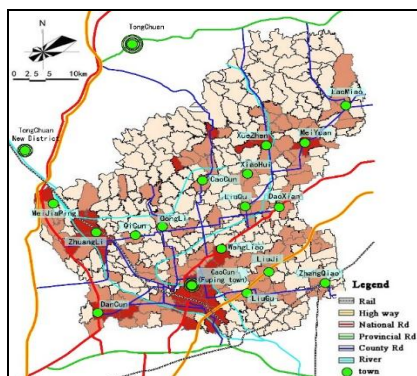 N
TongChuan
0 2.5 5 10km
LaoMiao
TongChuan
New District
XueZhen
MeiYuan
XiaoHui
CaoCun
MeiJiaPing
LiuQu
DaoXian
QiCun
GongLi
ZhuangLi
WangLiao
LiuJi
CaoCun
(Fuping town)
ZhangQiao
LiuGu
DanCun
Legend
Rail
High way
National Rd
Provincial Rd
County Rd
River
town